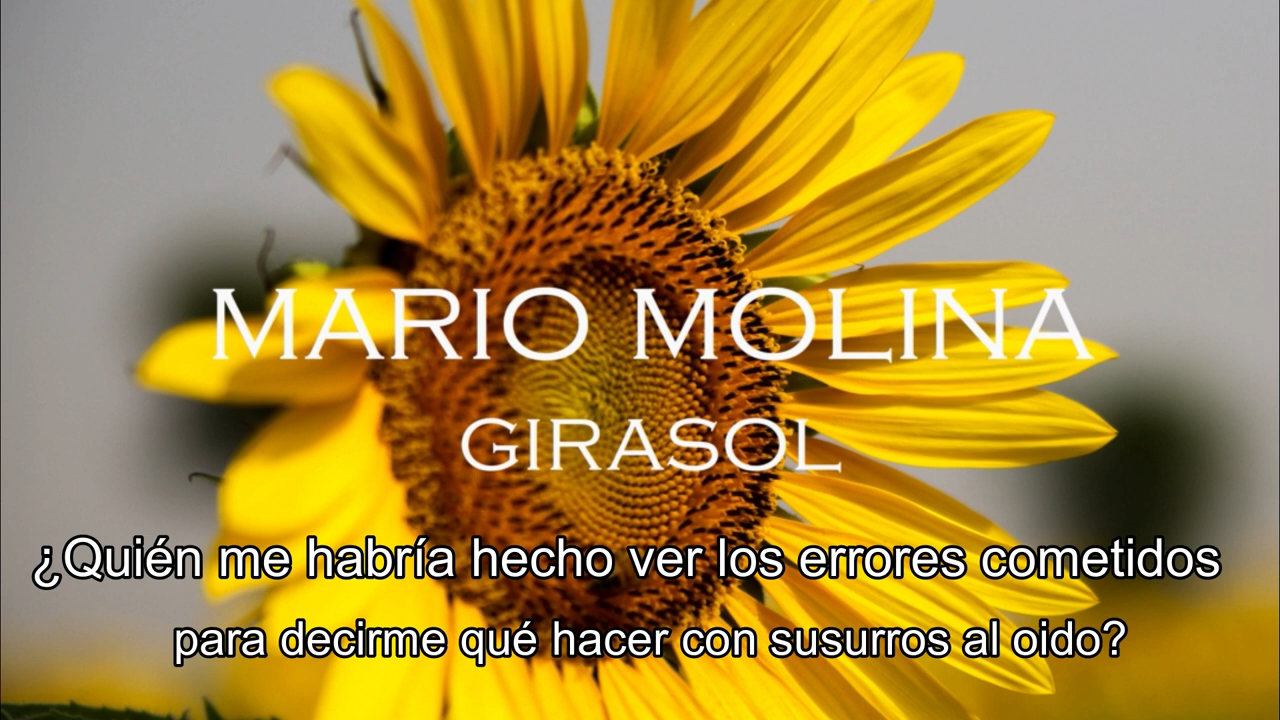 MARIO MOLINA
GIRASOL
¿Quién me habría hecho ver los errores cometidos
para decirme qué hacer con susurros al oido?